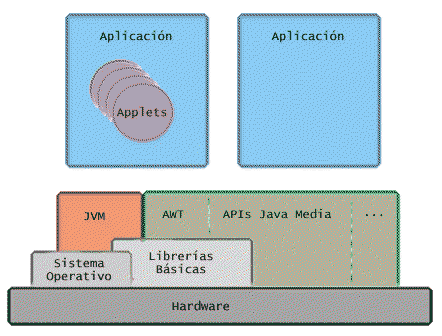 Aplicación
Aplicación
Applets
JVM
AWT
APIs Java Media
...
Sistema
Operativo
Librerías
Básicas
Hardware